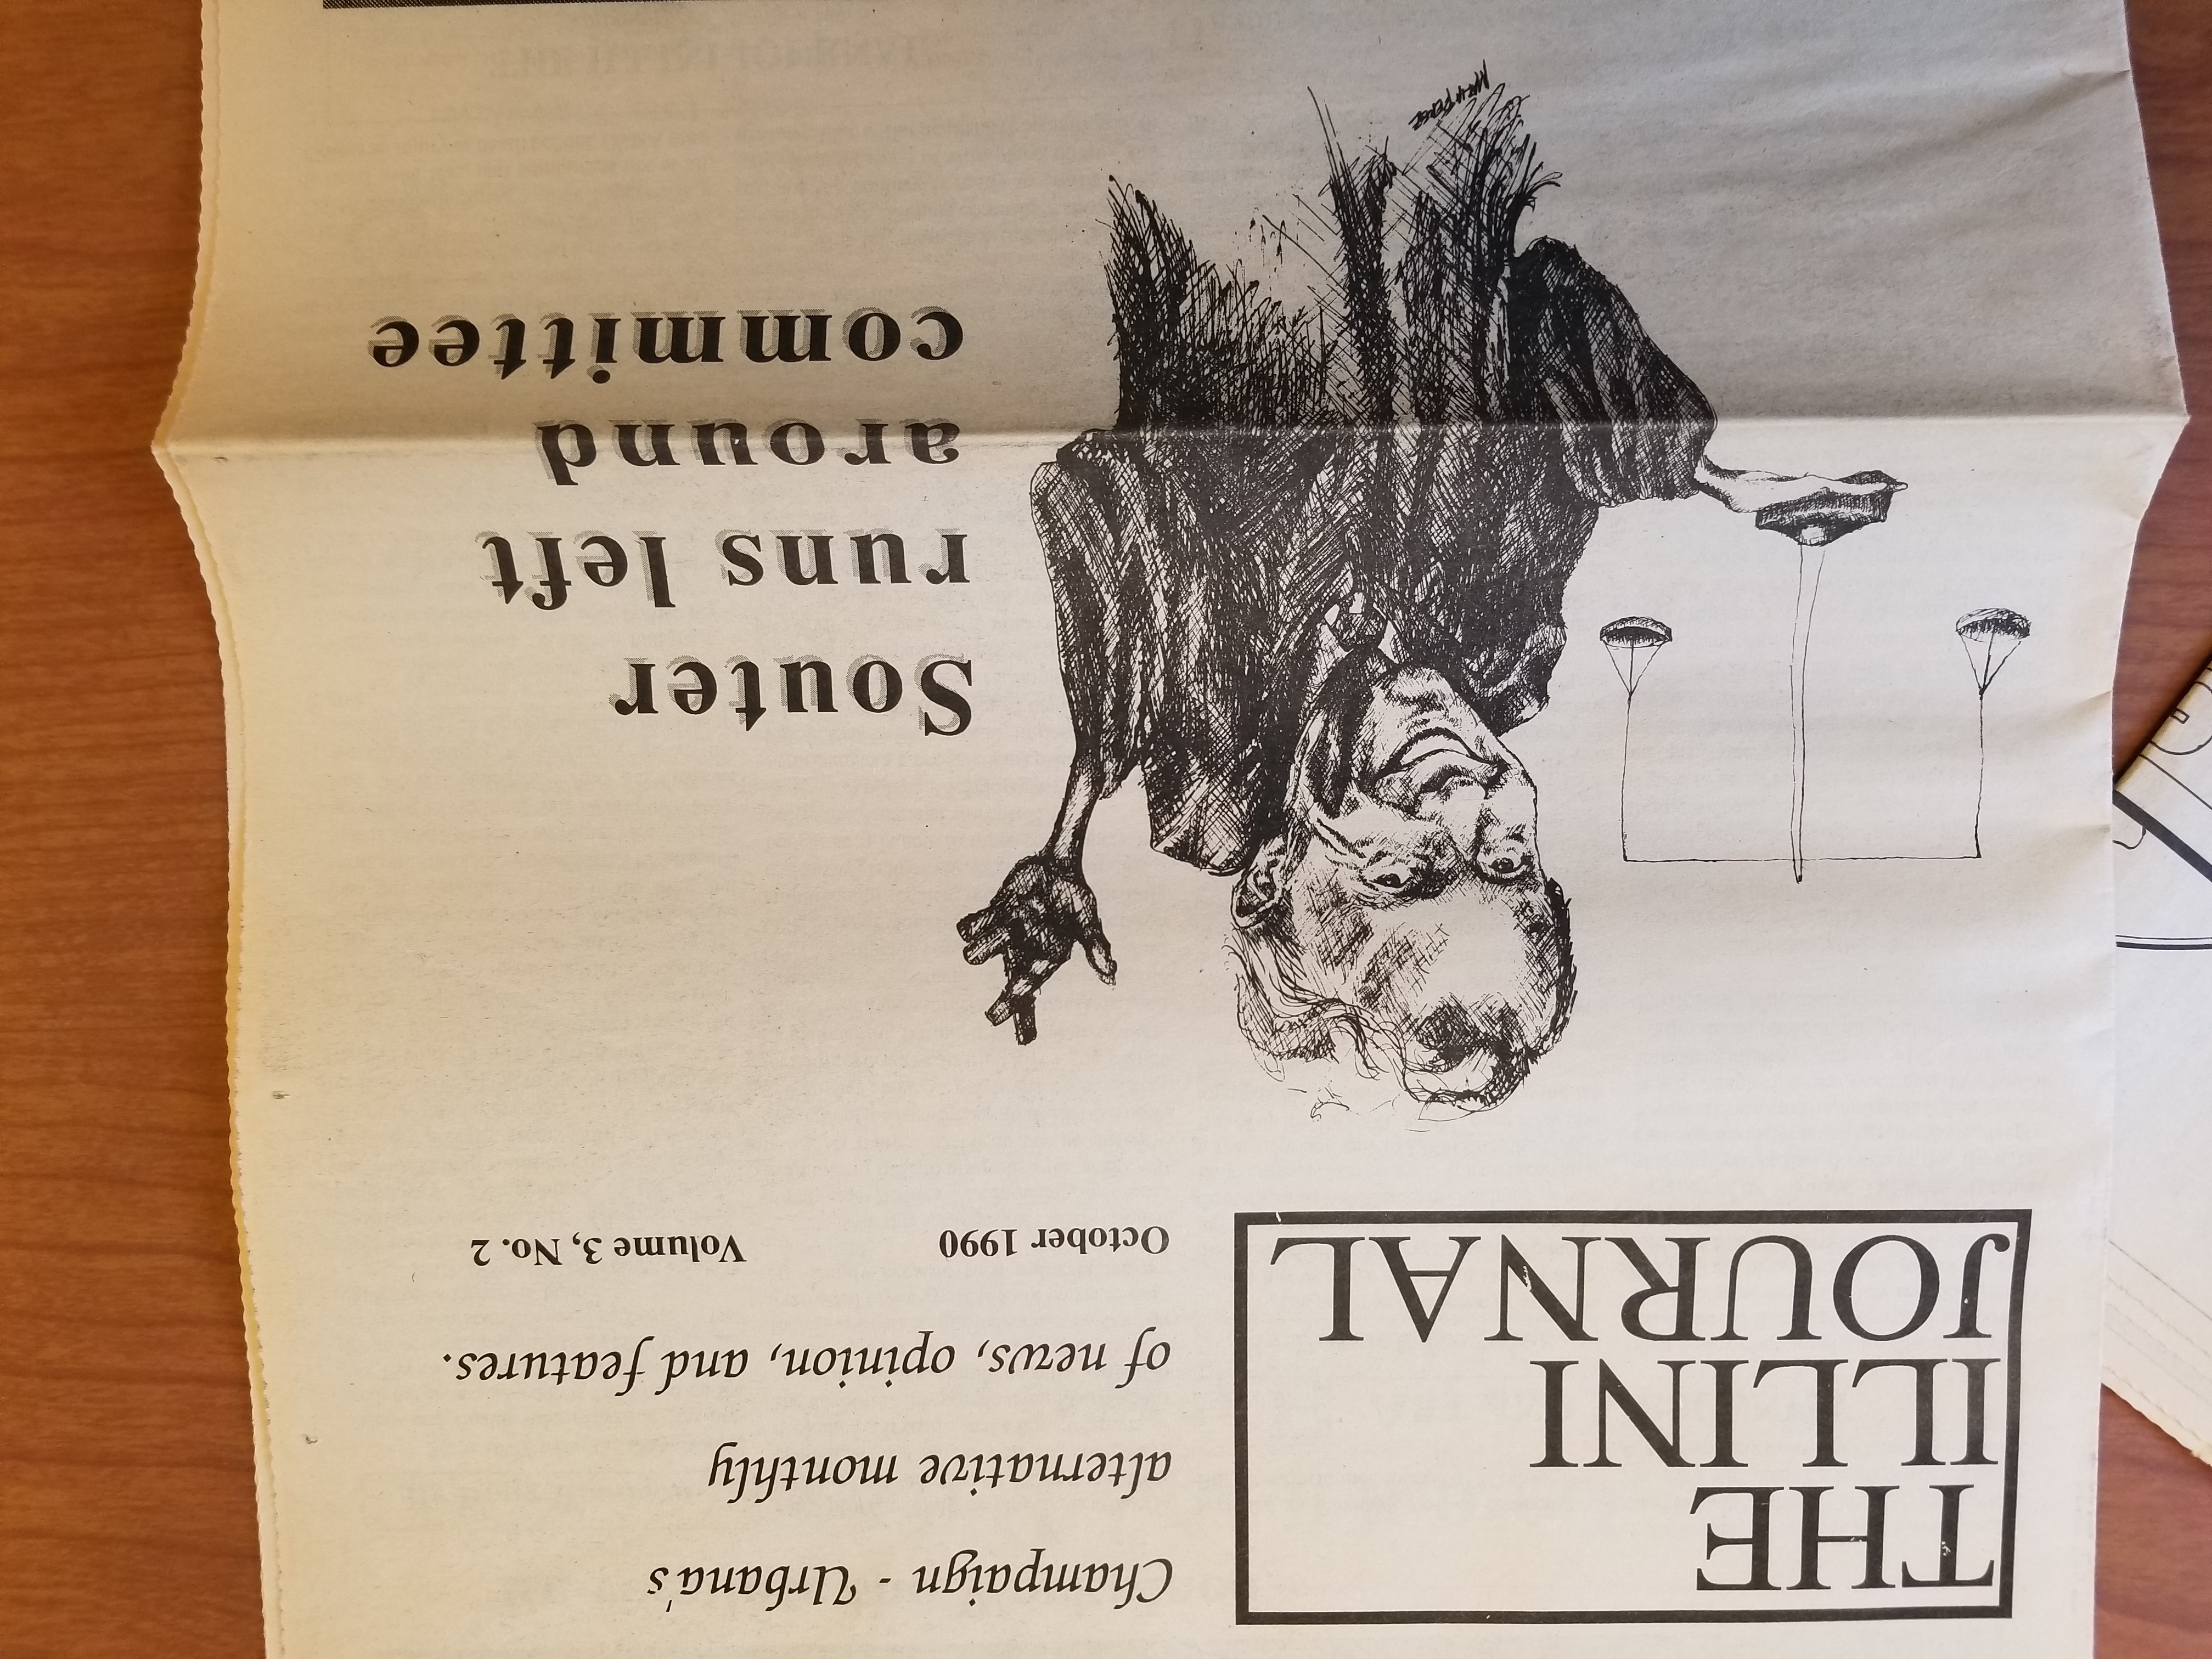 THE
ILLINI
JOURNAL
Champaign - Urbana's
alternative monthly
of news, opinion, and features.
October 1990 Volume 3, No. 2
Souter
runs left
around
committee